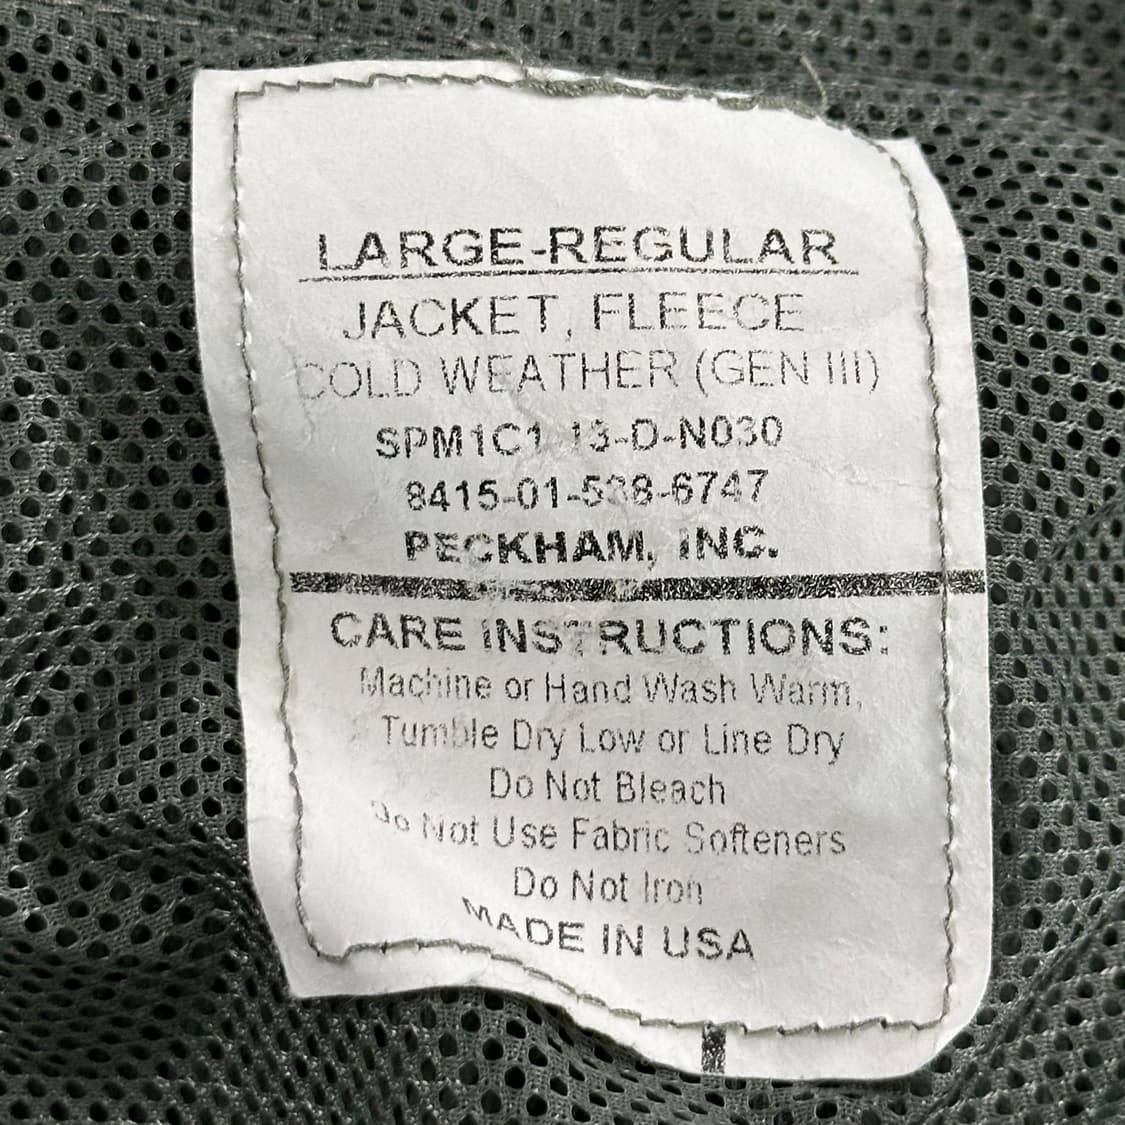 LARGE-REGULAR
JACKET, FLEECE
COLD WEATHER (GEN III)
SPM1C1-13-D-N030
8415-01-538-6747
PECKHAM, INC.
CARE INSTRUCTIONS:
Machine or Hand Wash Warm,
Tumble Dry Low or Line Dry
Do Not Bleach
Do Not Use Fabric Softeners
Do Not Iron
MADE IN USA